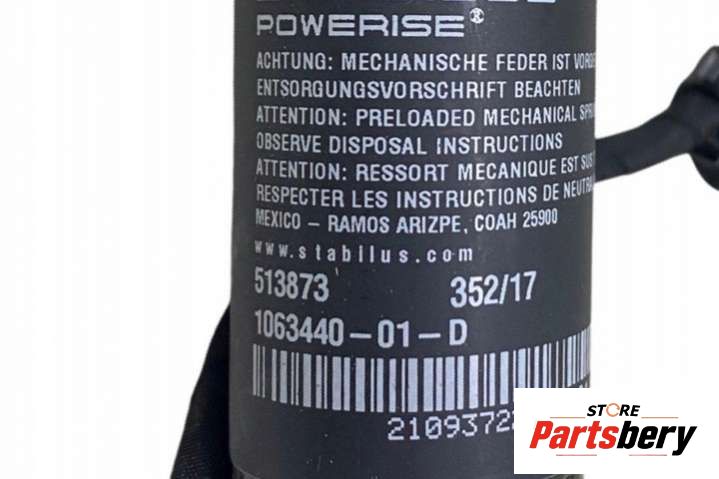 POWERISE®
ACHTUNG: MECHANISCHE FEDER IST
ENTSORGUNGSVORSCHRIFT BEACHTEN
ATTENTION: PRELOADED MECHANICAL
OBSERVE DISPOSAL INSTRUCTIONS
ATTENTION: RESSORT MECANIQUE EST
RESPECTER LES INSTRUCTIONS DE
MEXICO – RAMOS ARIZPE, COAH 25900
www.stabilus.com
513873 352/17
1063440-01-D
STORE
Partsbery